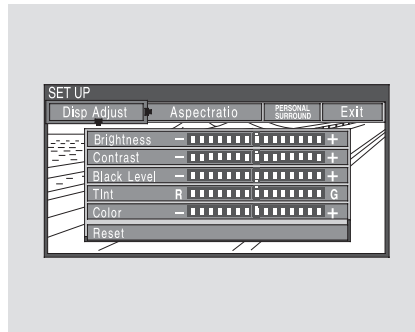 SET UP
Disp Adjust Aspectratio PERSONAL SURROUND Exit
Brightness − +
Contrast − +
Black Level − +
TInt R G
Color − +
Reset